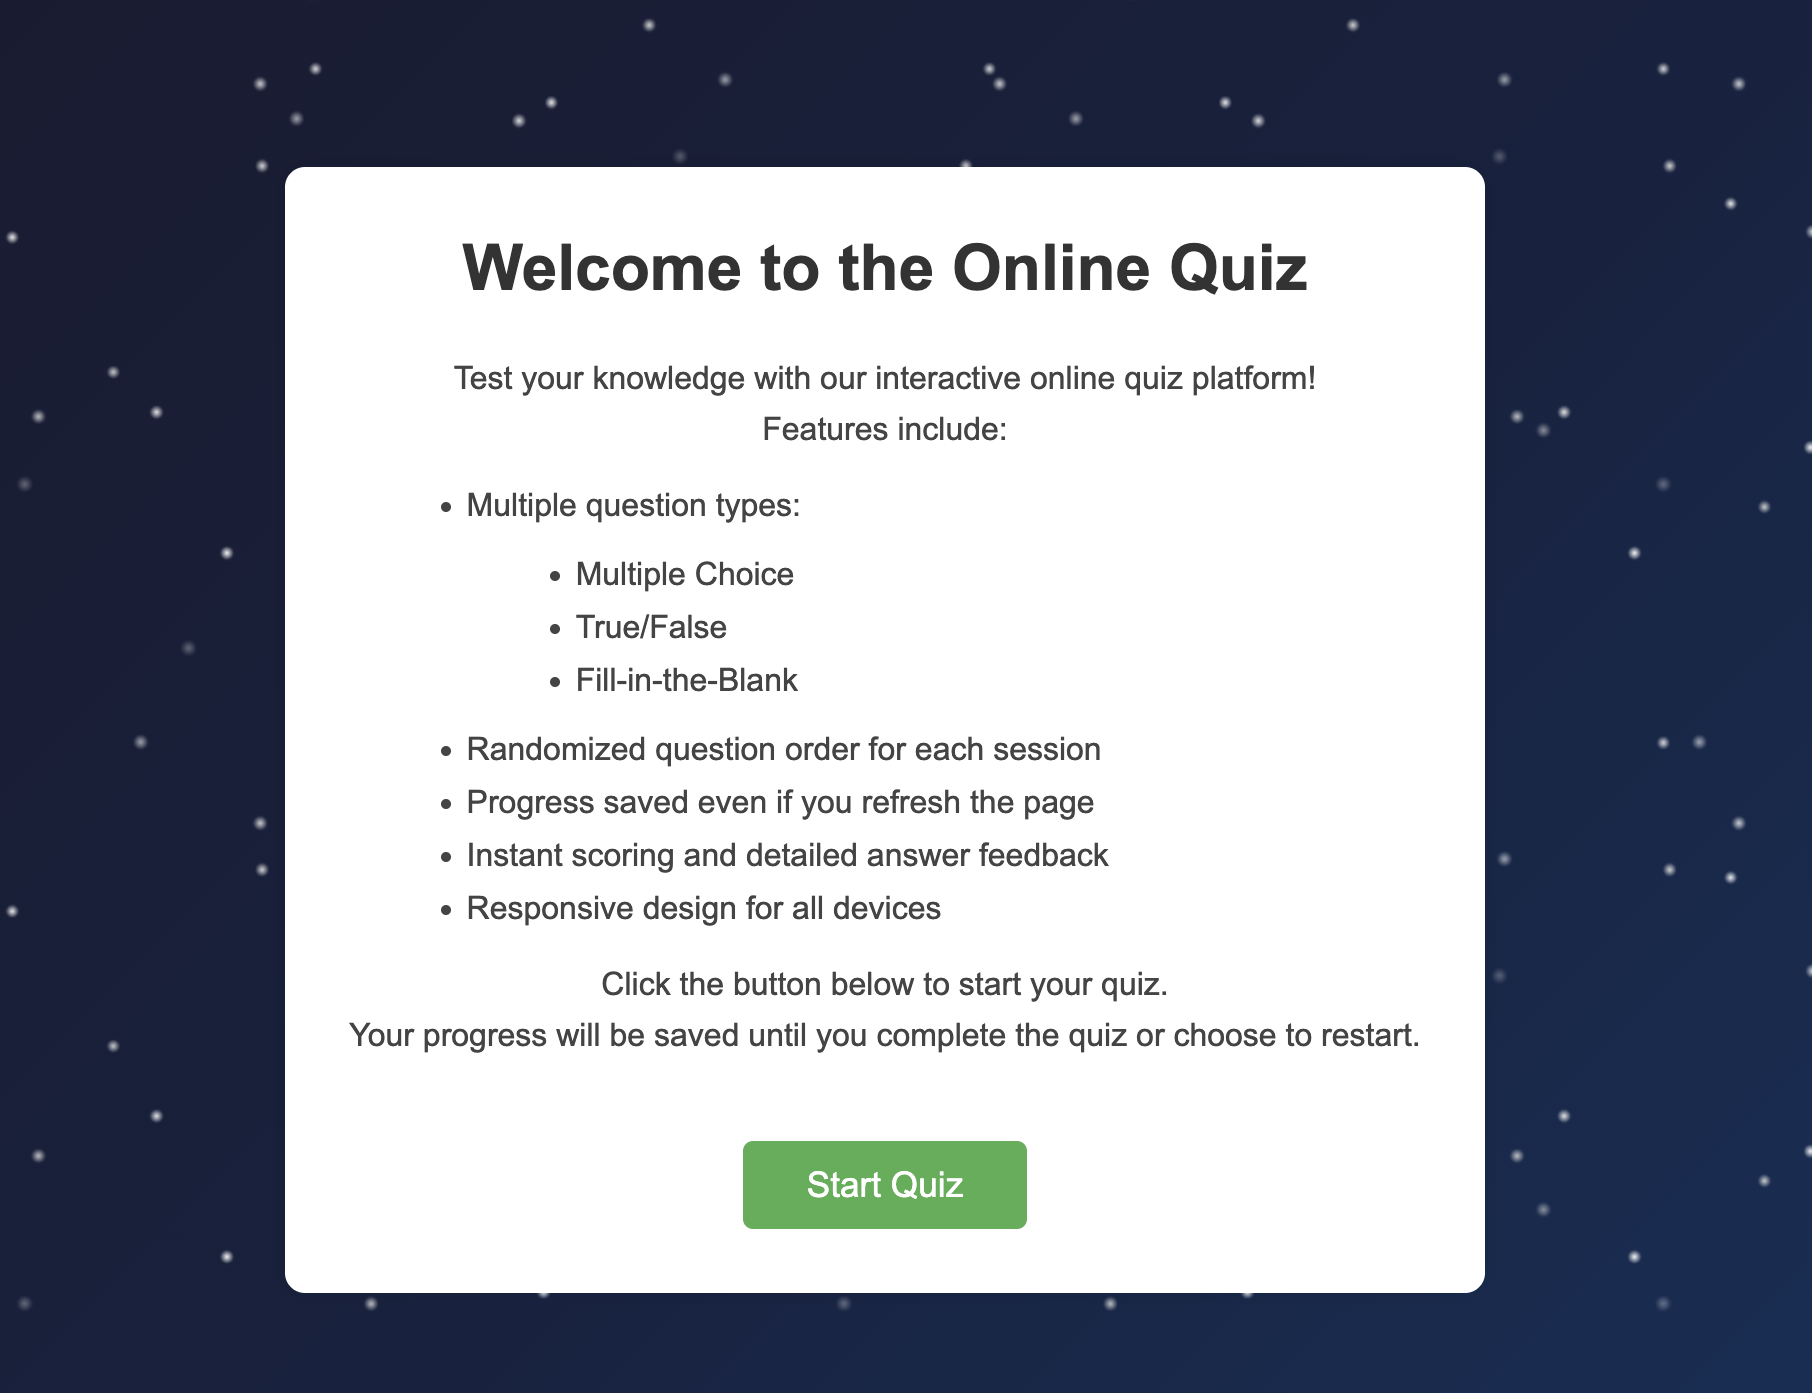 Welcome to the Online Quiz
Test your knowledge with our interactive online quiz platform!
Features include:
• Multiple question types:
• Multiple Choice
• True/False
• Fill-in-the-Blank
• Randomized question order for each session
• Progress saved even if you refresh the page
• Instant scoring and detailed answer feedback
• Responsive design for all devices
Click the button below to start your quiz.
Your progress will be saved until you complete the quiz or choose to restart.
Start Quiz